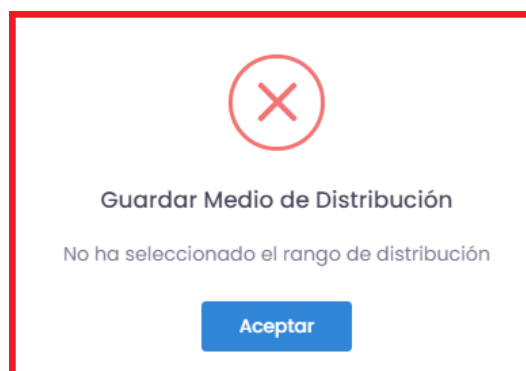 Guardar Medio de Distribución
No ha seleccionado el rango de distribución
Aceptar